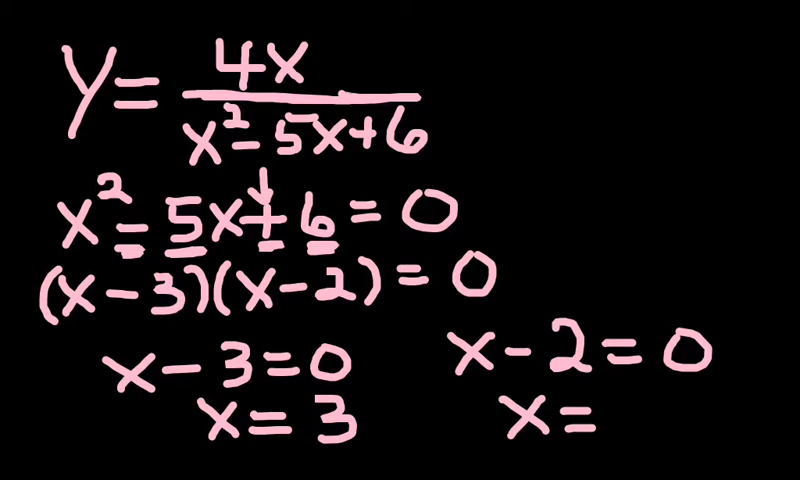 y = 4x / x² - 5x + 6
x² - 5x + 6 = 0
(x - 3)(x - 2) = 0
x - 3 = 0    x - 2 = 0
x = 3    x =